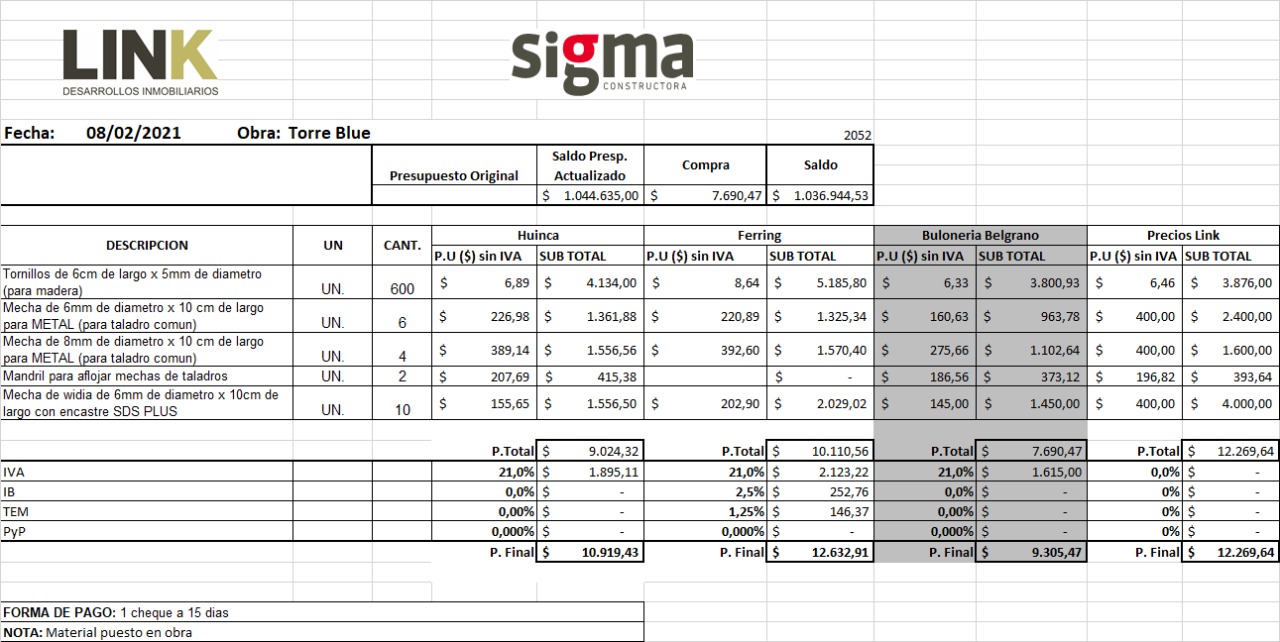 LINK
DESARROLLOS INMOBILIARIOS
sigma
CONSTRUCTORA
Fecha: 08/02/2021 Obra: Torre Blue 2052
Presupuesto Original Saldo Presp. Actualizado Compra Saldo
$ 1.044.635,00 $ 7.690,47 $ 1.036.944,53
DESCRIPCION UN CANT. Huinca Ferring Buloneria Belgrano Precios Link
P.U ($) sin IVA SUB TOTAL P.U ($) sin IVA SUB TOTAL P.U ($) sin IVA SUB TOTAL P.U ($) sin IVA SUB TOTAL
Tornillos de 6cm de largo x 5mm de diametro
(para madera) UN. 600 $ 6,89 $ 4.134,00 $ 8,64 $ 5.185,80 $ 6,33 $ 3.800,93 $ 6,46 $ 3.876,00
Mecha de 6mm de diametro x 10 cm de largo
para METAL (para taladro comun) UN. 6 $ 226,98 $ 1.361,88 $ 220,89 $ 1.325,34 $ 160,63 $ 963,78 $ 400,00 $ 2.400,00
Mecha de 8mm de diametro x 10 cm de largo
para METAL (para taladro comun) UN. 4 $ 389,14 $ 1.556,56 $ 392,60 $ 1.570,40 $ 275,66 $ 1.102,64 $ 400,00 $ 1.600,00
Mandril para aflojar mechas de taladros UN. 2 $ 207,69 $ 415,38 $ - $ 186,56 $ 373,12 $ 196,82 $ 393,64
Mecha de widia de 6mm de diametro x 10cm de
largo con encastre SDS PLUS UN. 10 $ 155,65 $ 1.556,50 $ 202,90 $ 2.029,02 $ 145,00 $ 1.450,00 $ 400,00 $ 4.000,00
P.Total $ 9.024,32 P.Total $ 10.110,56 P.Total $ 7.690,47 P.Total $ 12.269,64
IVA 21,0% $ 1.895,11 21,0% $ 2.123,22 21,0% $ 1.615,00 0,0% $ -
IB 0,0% $ - 2,5% $ 252,76 0,0% $ - 0% $ -
TEM 0,00% $ - 1,25% $ 146,37 0,00% $ - 0% $ -
PyP 0,000% $ - 0,000% $ - 0,000% $ - 0% $ -
P. Final $ 10.919,43 P. Final $ 12.632,91 P. Final $ 9.305,47 P. Final $ 12.269,64
FORMA DE PAGO: 1 cheque a 15 dias
NOTA: Material puesto en obra